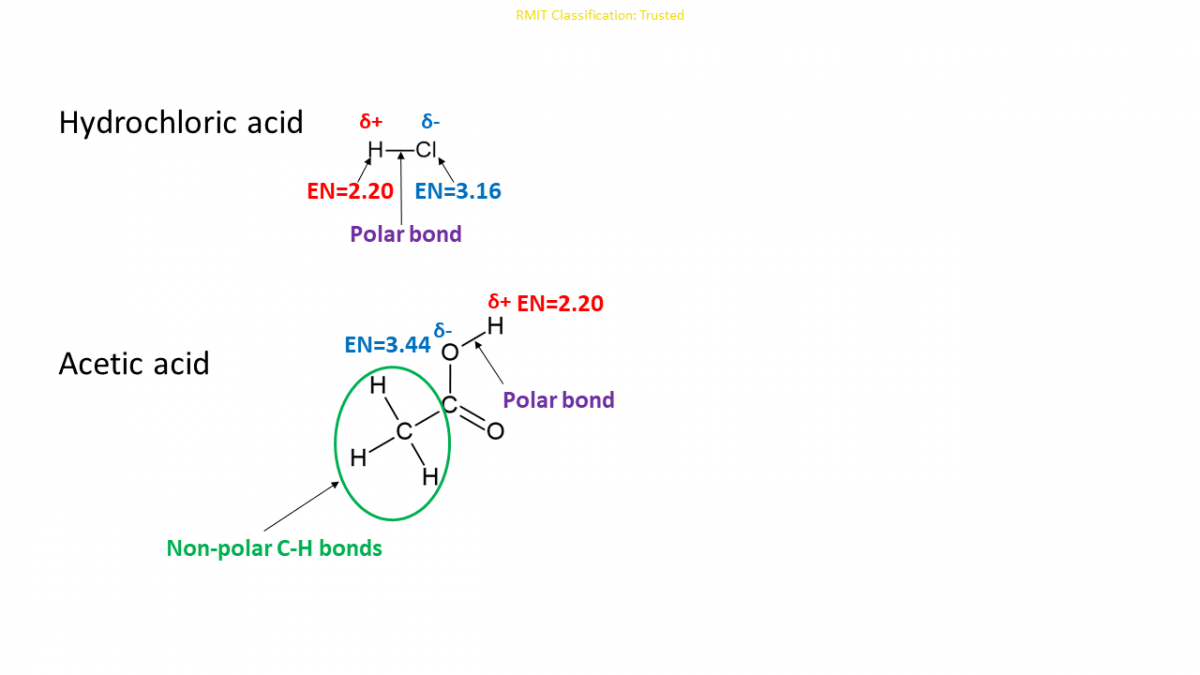 RMIT Classification: Trusted
Hydrochloric acid
δ+ δ-
H Cl
EN=2.20 EN=3.16
Polar bond
δ+ EN=2.20
H
δ-
EN=3.44
O
Acetic acid
H
Polar bond
C
C
O
H
H
Non-polar C-H bonds